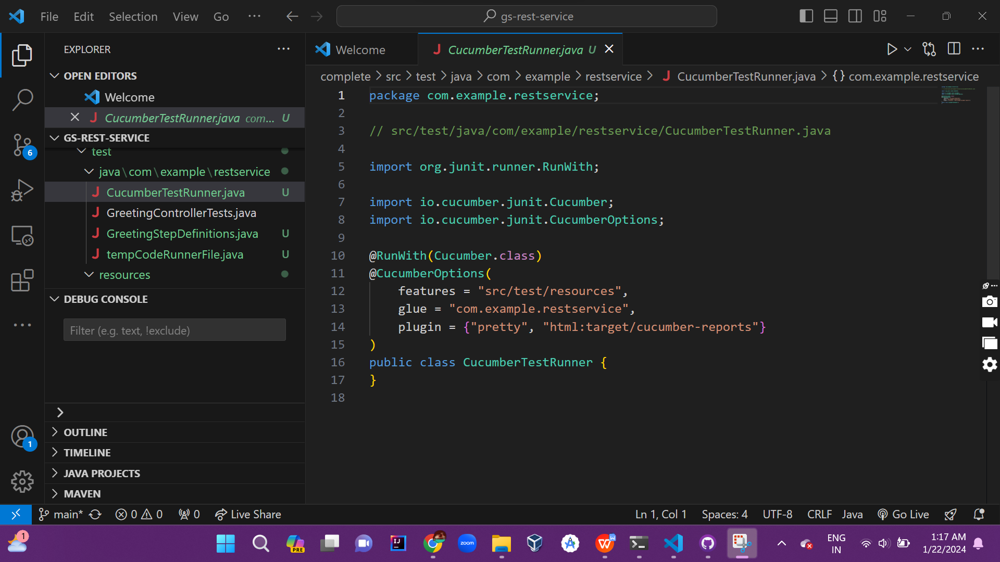 File Edit Selection View Go ··· gs-rest-service
EXPLORER ···
OPEN EDITORS
Welcome
CucumberTestRunner.java com... U
GS-REST-SERVICE
test
java\com\example\restservice
CucumberTestRunner.java U
GreetingControllerTests.java
GreetingStepDefinitions.java U
tempCodeRunnerFile.java U
resources
DEBUG CONSOLE
Filter (e.g. text, !exclude)
OUTLINE
TIMELINE
JAVA PROJECTS
MAVEN
6
1
Welcome CucumberTestRunner.java U
complete > src > test > java > com > example > restservice > CucumberTestRunner.java > {} com.example.restservice
1 package com.example.restservice;
2
3 // src/test/java/com/example/restservice/CucumberTestRunner.java
4
5 import org.junit.runner.RunWith;
6
7 import io.cucumber.junit.Cucumber;
8 import io.cucumber.junit.CucumberOptions;
9
10 @RunWith(Cucumber.class)
11 @CucumberOptions(
12     features = "src/test/resources",
13     glue = "com.example.restservice",
14     plugin = {"pretty", "html:target/cucumber-reports"}
15 )
16 public class CucumberTestRunner {
17 }
18
main* 0 0 0 Live Share Ln 1, Col 1 Spaces: 4 UTF-8 CRLF Java Go Live
1 PRE IJ zoom W ENG IN 1:17 AM
1/22/2024